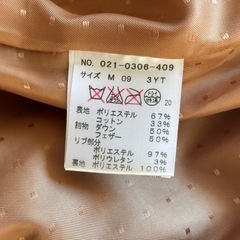 NO. 021-0306-409
サイズ M 09 3YT
ドライ
20
表地 ポリエステル 67%
コットン 33%
詰物 ダウン 50%
フェザー 50%
リブ部分
ポリエステル 97%
ポリウレタン 3%
裏地 ポリエステル 100%